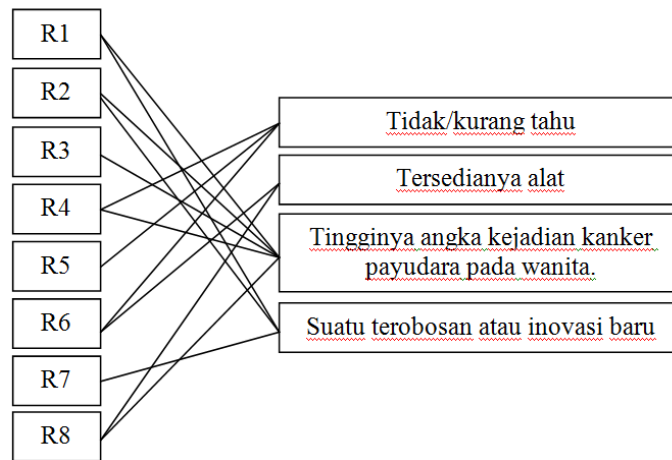 R1
R2
R3
R4
R5
R6
R7
R8
Tidak/kurang tahu
Tersedianya alat
Tingginya angka kejadian kanker
payudara pada wanita.
Suatu terobosan atau inovasi baru